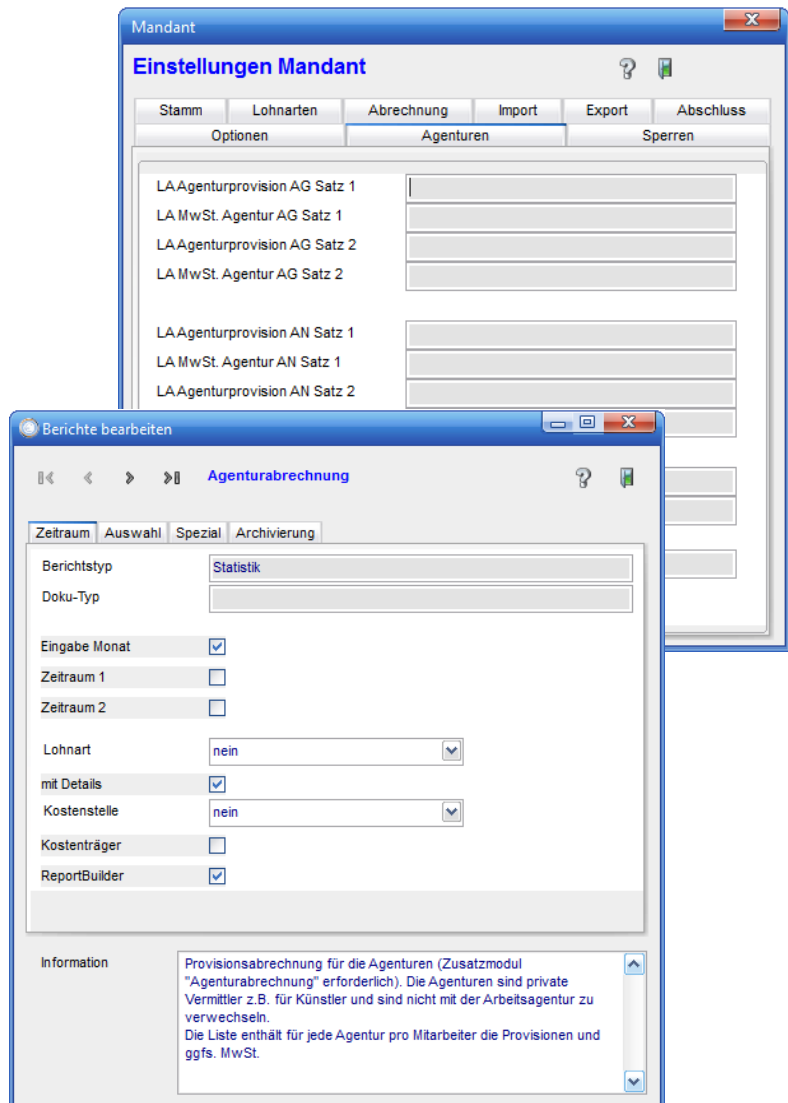 Mandant
Einstellungen Mandant
Stamm Lohnarten Abrechnung Import Export Abschluss
Optionen Agenturen Sperren
LA Agenturprovision AG Satz 1
LA MwSt. Agentur AG Satz 1
LA Agenturprovision AG Satz 2
LA MwSt. Agentur AG Satz 2
LA Agenturprovision AN Satz 1
LA MwSt. Agentur AN Satz 1
LA Agenturprovision AN Satz 2
Berichte bearbeiten
Agenturabrechnung
Zeitraum Auswahl Spezial Archivierung
Berichtstyp Statistik
Doku-Typ
Eingabe Monat
Zeitraum 1
Zeitraum 2
Lohnart nein
mit Details
Kostenstelle nein
Kostenträger
ReportBuilder
Information
Provisionsabrechnung für die Agenturen (Zusatzmodul
"Agenturabrechnung" erforderlich). Die Agenturen sind private
Vermittler z.B. für Künstler und sind nicht mit der Arbeitsagentur zu
verwechseln.
Die Liste enthält für jede Agentur pro Mitarbeiter die Provisionen und
ggfs. MwSt.